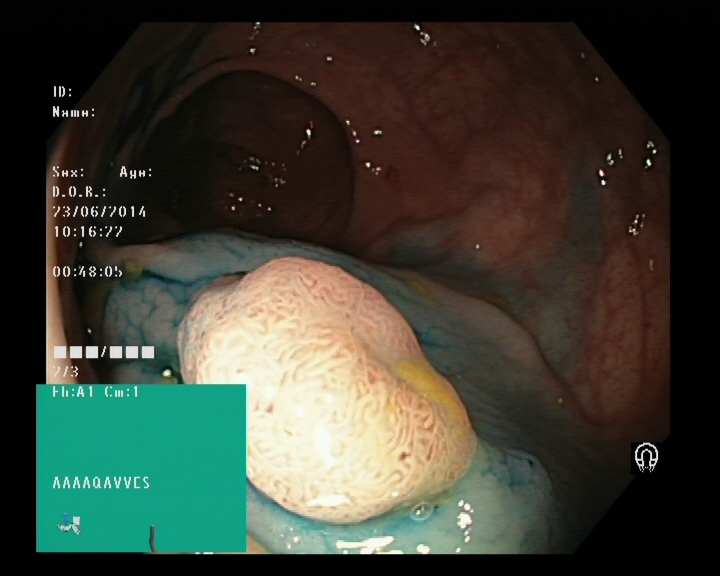 ID:
Name:
Sex: Age:
D.O.B.:
23/06/2014
10:16:22
00:48:05
■■■/■■■
2/3
Eh:A1 Cm:1
AAAAQAVVES